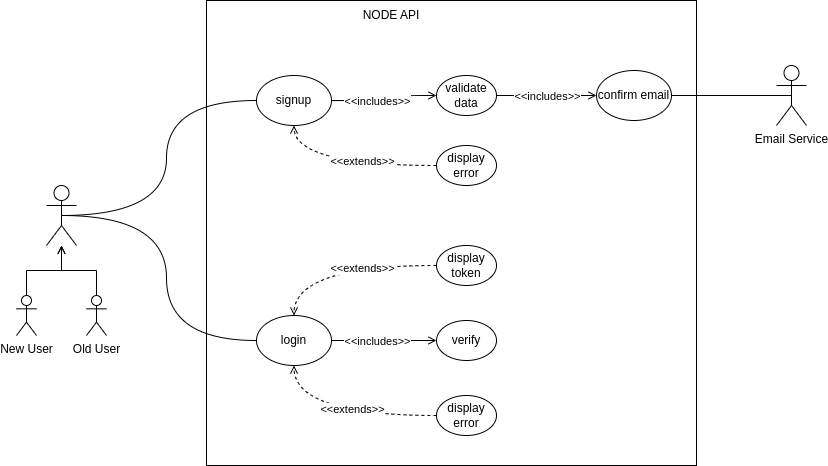 NODE API
signup
<<includes>>
validate
data
<<includes>>
confirm email
Email Service
<<extends>>
display
error
<<extends>>
display
token
login
<<includes>>
verify
<<extends>>
display
error
New User
Old User